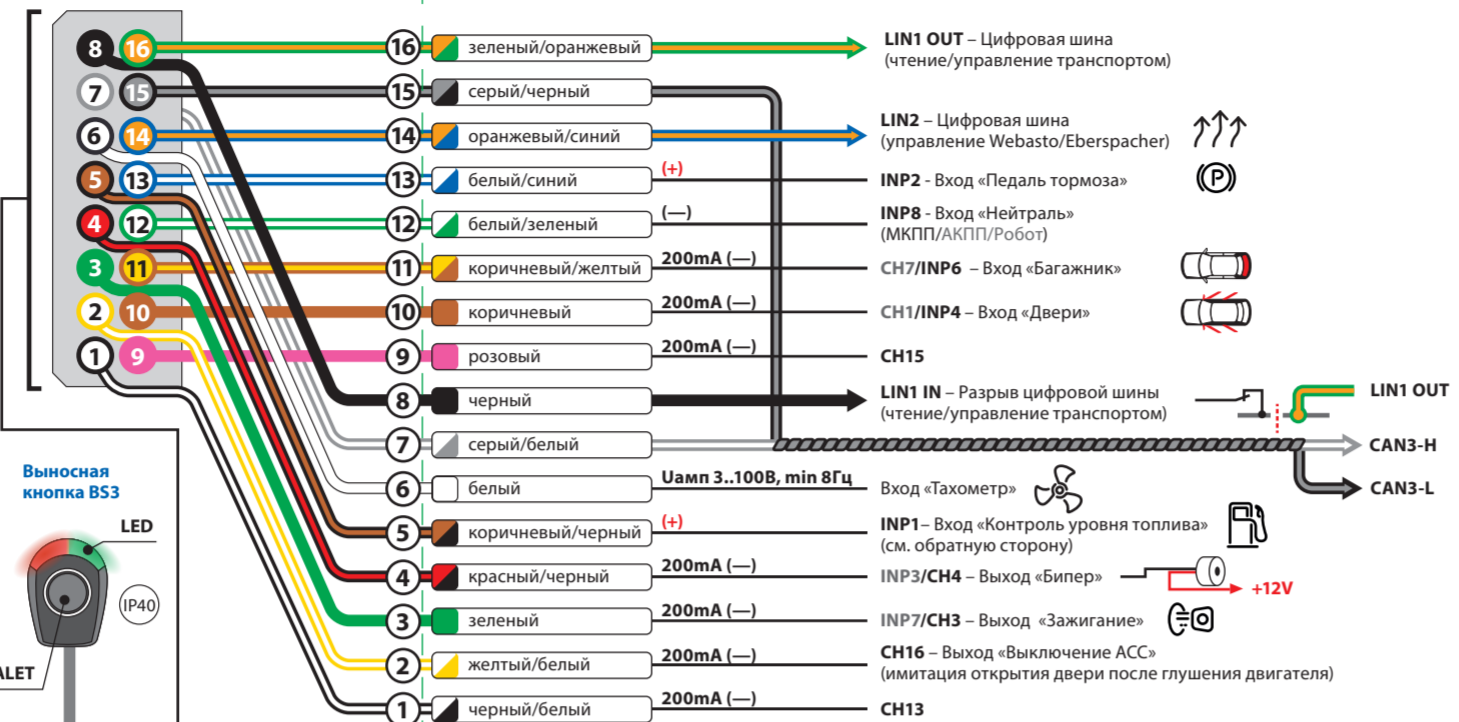 8 16
16 зеленый/оранжевый
LIN1 OUT – Цифровая шина
(чтение/управление транспортом)
7 15
15 серый/черный
6 14
14 оранжевый/синий
LIN2 – Цифровая шина
(управление Webasto/Eberspacher)
5 13
13 белый/синий (+) INP2 - Вход «Педаль тормоза» (P)
4 12
12 белый/зеленый (—) INP8 - Вход «Нейтраль»
(МКПП/АКПП/Робот)
3 11
11 коричневый/желтый 200mA (—) CH7/INP6 – Вход «Багажник»
2 10
10 коричневый 200mA (—) CH1/INP4 – Вход «Двери»
1 9
9 розовый 200mA (—) CH15
8 черный
LIN1 IN – Разрыв цифровой шины
(чтение/управление транспортом)
LIN1 OUT
7 серый/белый
CAN3-H
CAN3-L
6 белый Uамп 3..100В, min 8Гц Вход «Тахометр»
5 коричневый/черный (+) INP1– Вход «Контроль уровня топлива»
(см. обратную сторону)
4 красный/черный 200mA (—) INP3/CH4 – Выход «Бипер»
+12V
3 зеленый 200mA (—) INP7/CH3 – Выход «Зажигание»
2 желтый/белый 200mA (—) CH16 – Выход «Выключение ACC»
(имитация открытия двери после глушения двигателя)
1 черный/белый 200mA (—) CH13
Выносная
кнопка BS3
LED
IP40
ALET